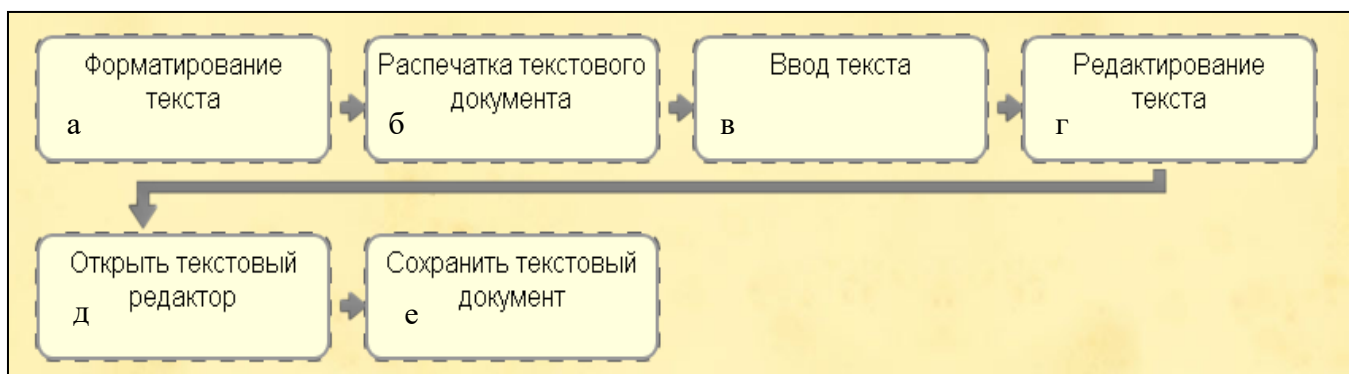 Форматирование
текста
а
Распечатка текстового
документа
б
Ввод текста
в
Редактирование
текста
г
Открыть текстовый
редактор
д
Сохранить текстовый
документ
е